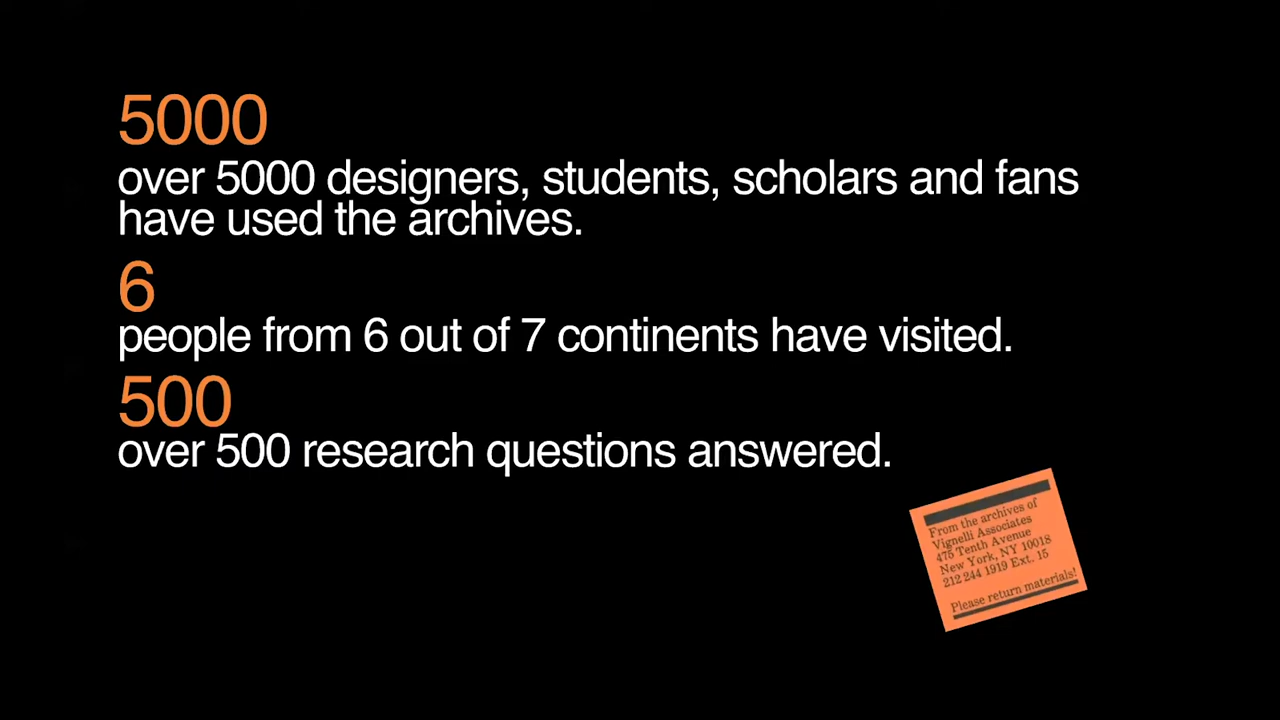 5000
over 5000 designers, students, scholars and fans
have used the archives.
6
people from 6 out of 7 continents have visited.
500
over 500 research questions answered.
From the archives of
Vignelli Associates
475 Tenth Avenue
New York, NY 10018
212 244 1919 Ext. 15
Please return materials!